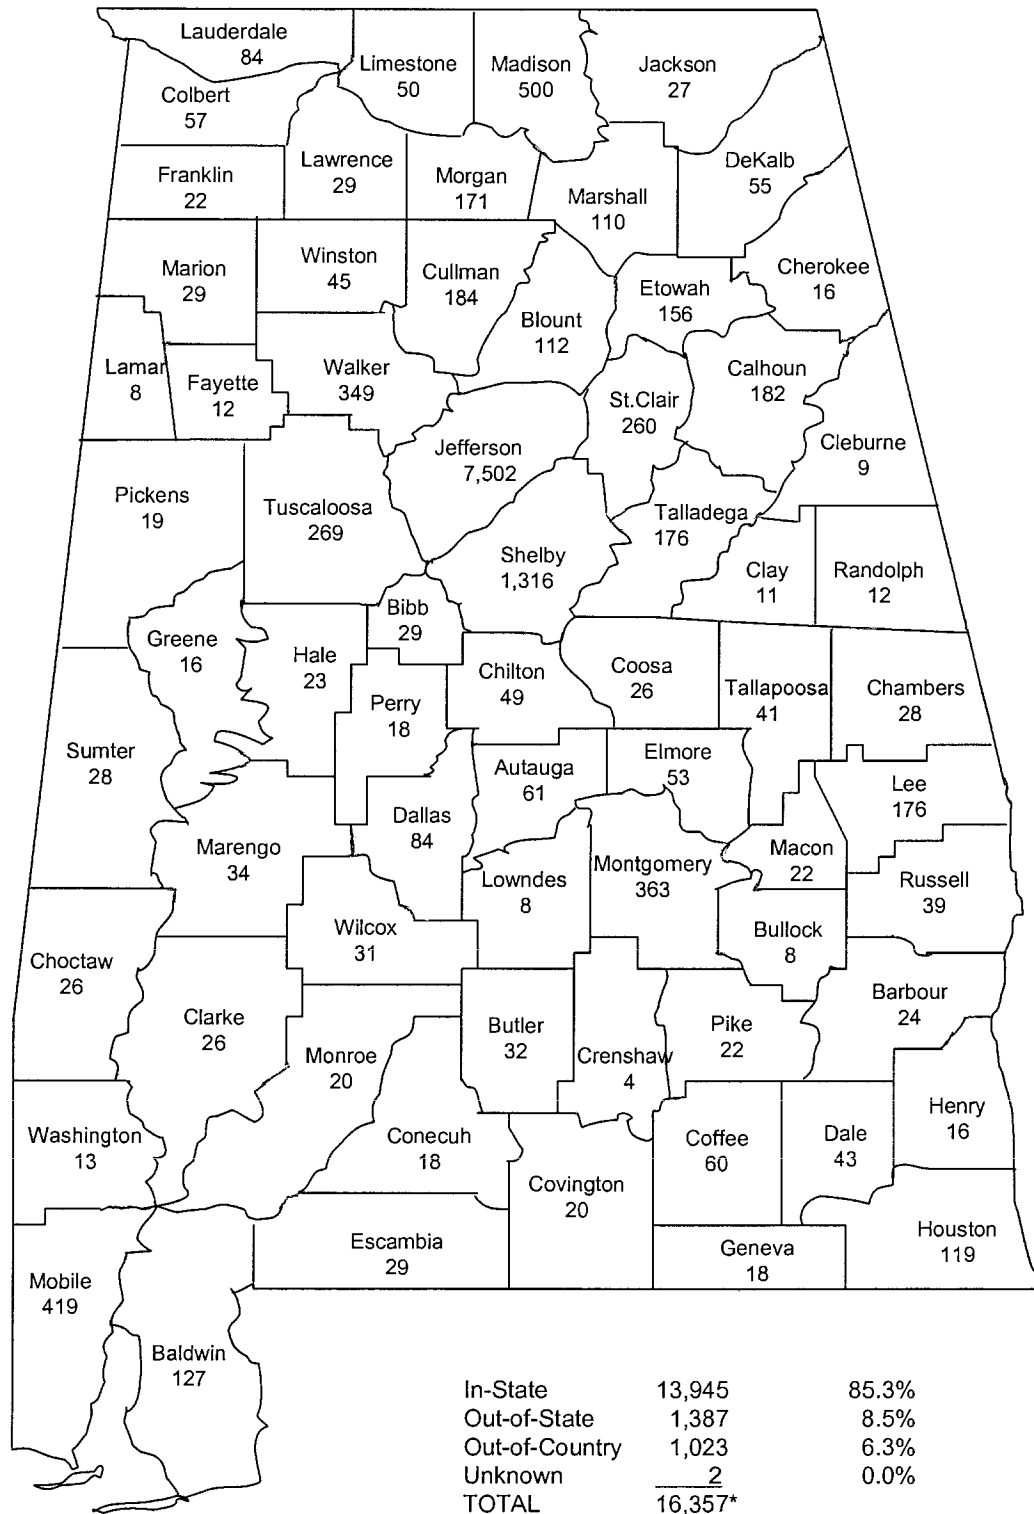 Lauderdale
84
Limestone
50
Madison
500
Jackson
27
Colbert
57
Franklin
22
Lawrence
29
Morgan
171
Marshall
110
DeKalb
55
Marion
29
Winston
45
Cullman
184
Etowah
156
Cherokee
16
Blount
112
Lamar
8
Fayette
12
Walker
349
St.Clair
260
Calhoun
182
Jefferson
7,502
Cleburne
9
Pickens
19
Tuscaloosa
269
Shelby
1,316
Talladega
176
Clay
11
Randolph
12
Greene
16
Bibb
29
Hale
23
Perry
18
Chilton
49
Coosa
26
Tallapoosa
41
Chambers
28
Sumter
28
Autauga
61
Elmore
53
Lee
176
Dallas
84
Marengo
34
Lowndes
8
Montgomery
363
Macon
22
Russell
39
Wilcox
31
Bullock
8
Choctaw
26
Clarke
26
Monroe
20
Butler
32
Crenshaw
4
Pike
22
Barbour
24
Washington
13
Conecuh
18
Coffee
60
Dale
43
Henry
16
Covington
20
Escambia
29
Geneva
18
Houston
119
Mobile
419
Baldwin
127
In-State 13,945 85.3%
Out-of-State 1,387 8.5%
Out-of-Country 1,023 6.3%
Unknown 2 0.0%
TOTAL 16,357*